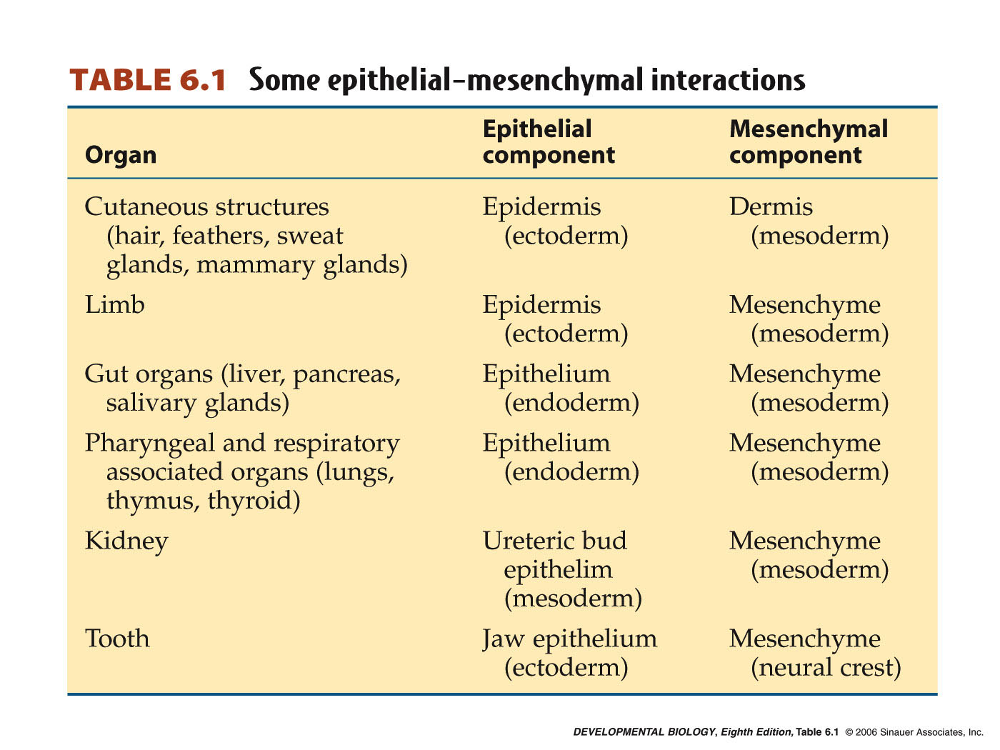 TABLE 6.1 Some epithelial–mesenchymal interactions
Organ Epithelial component Mesenchymal component
Cutaneous structures Epidermis Dermis
(hair, feathers, sweat (ectoderm) (mesoderm)
glands, mammary glands)
Limb Epidermis Mesenchyme
(ectoderm) (mesoderm)
Gut organs (liver, pancreas, Epithelium Mesenchyme
salivary glands) (endoderm) (mesoderm)
Pharyngeal and respiratory Epithelium Mesenchyme
associated organs (lungs, (endoderm) (mesoderm)
thymus, thyroid)
Kidney Ureteric bud Mesenchyme
epithelim (mesoderm)
(mesoderm)
Tooth Jaw epithelium Mesenchyme
(ectoderm) (neural crest)
DEVELOPMENTAL BIOLOGY, Eighth Edition, Table 6.1 © 2006 Sinauer Associates, Inc.